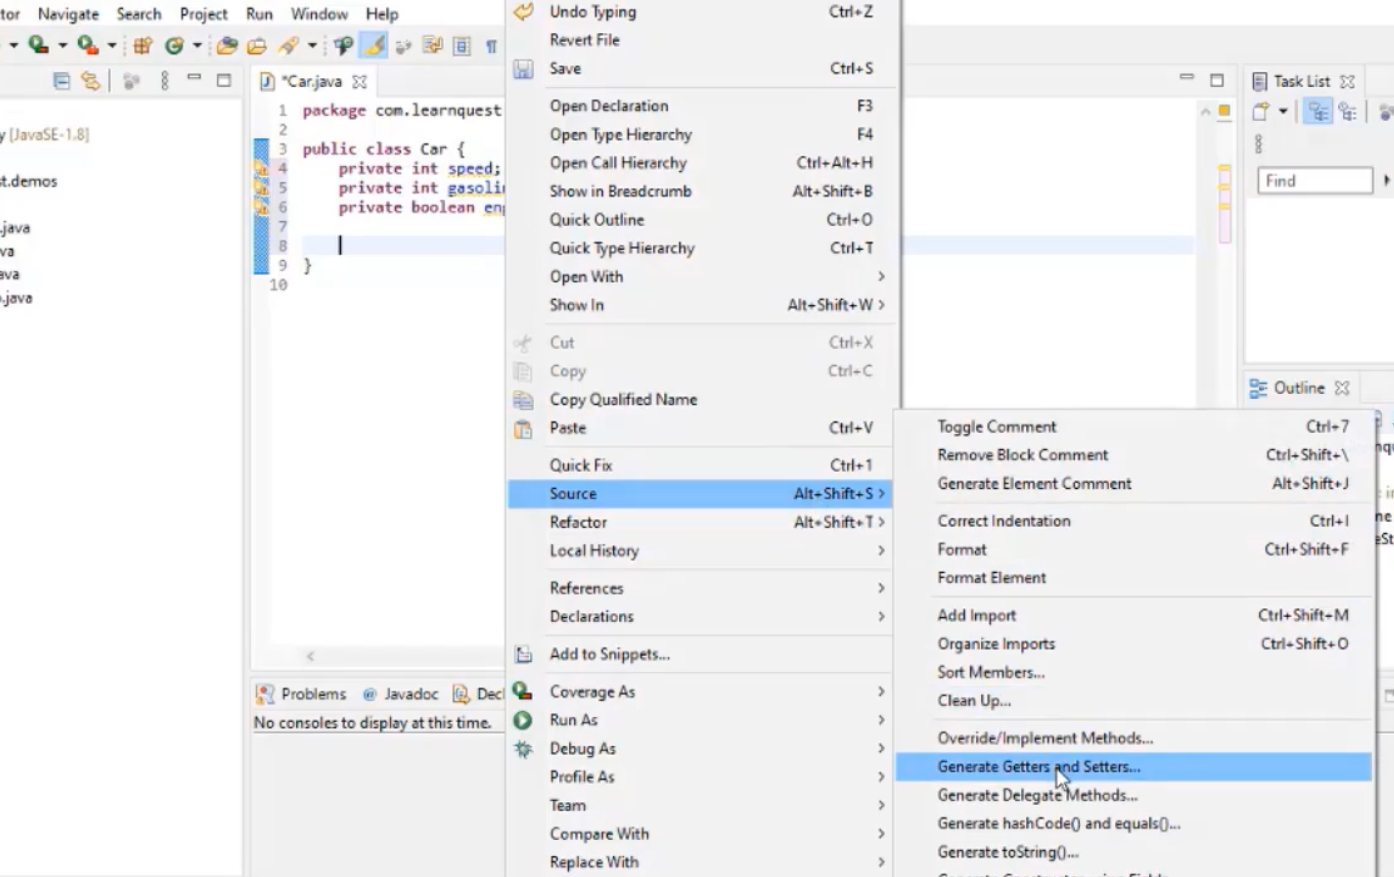 tor Navigate Search Project Run Window Help
y [JavaSE-1.8]
st.demos
.java
va
ava
o.java
*Car.java
1 package com.learnquest
2
3 public class Car {
4 private int speed;
5 private int gasolin
6 private boolean eng
7
8
9 }
10
Problems Javadoc Decl
No consoles to display at this time.
Undo Typing Ctrl+Z
Revert File
Save Ctrl+S
Open Declaration F3
Open Type Hierarchy F4
Open Call Hierarchy Ctrl+Alt+H
Show in Breadcrumb Alt+Shift+B
Quick Outline Ctrl+O
Quick Type Hierarchy Ctrl+T
Open With
Show In Alt+Shift+W
Cut Ctrl+X
Copy Ctrl+C
Copy Qualified Name
Paste Ctrl+V
Quick Fix Ctrl+1
Source Alt+Shift+S
Refactor Alt+Shift+T
Local History
References
Declarations
Add to Snippets...
Coverage As
Run As
Debug As
Profile As
Team
Compare With
Replace With
Toggle Comment Ctrl+7
Remove Block Comment Ctrl+Shift+\
Generate Element Comment Alt+Shift+J
Correct Indentation Ctrl+I
Format Ctrl+Shift+F
Format Element
Add Import Ctrl+Shift+M
Organize Imports Ctrl+Shift+O
Sort Members...
Clean Up...
Override/Implement Methods...
Generate Getters and Setters...
Generate Delegate Methods...
Generate hashCode() and equals()...
Generate toString()...
Task List
Find
Outline